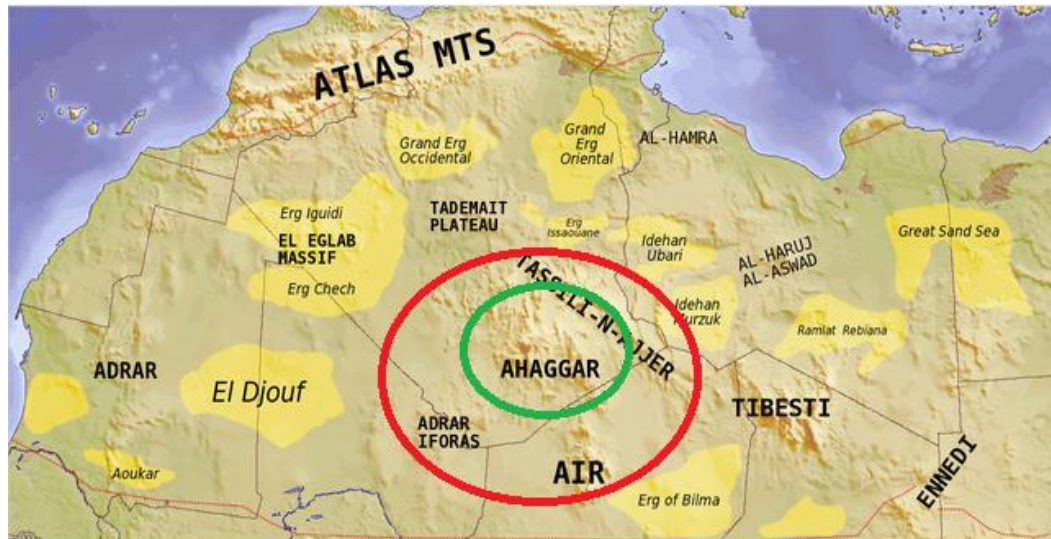 ATLAS MTS
Grand Erg
Occidental
Grand
Erg
Oriental
AL-HAMRA
Erg Iguidi
EL EGLAB
MASSIF
Erg Chech
TADEMAIT
PLATEAU
Erg
Issaouane
Idehan
Ubari
AL-HARUJ
AL-ASWAD
Great Sand Sea
TASSILI-N-AJJER
Idehan
Murzuk
Ramlat Rebiana
ADRAR
El Djouf
AHAGGAR
ADRAR
IFORAS
TIBESTI
Aoukar
AIR
Erg of Bilma
ENNEDI